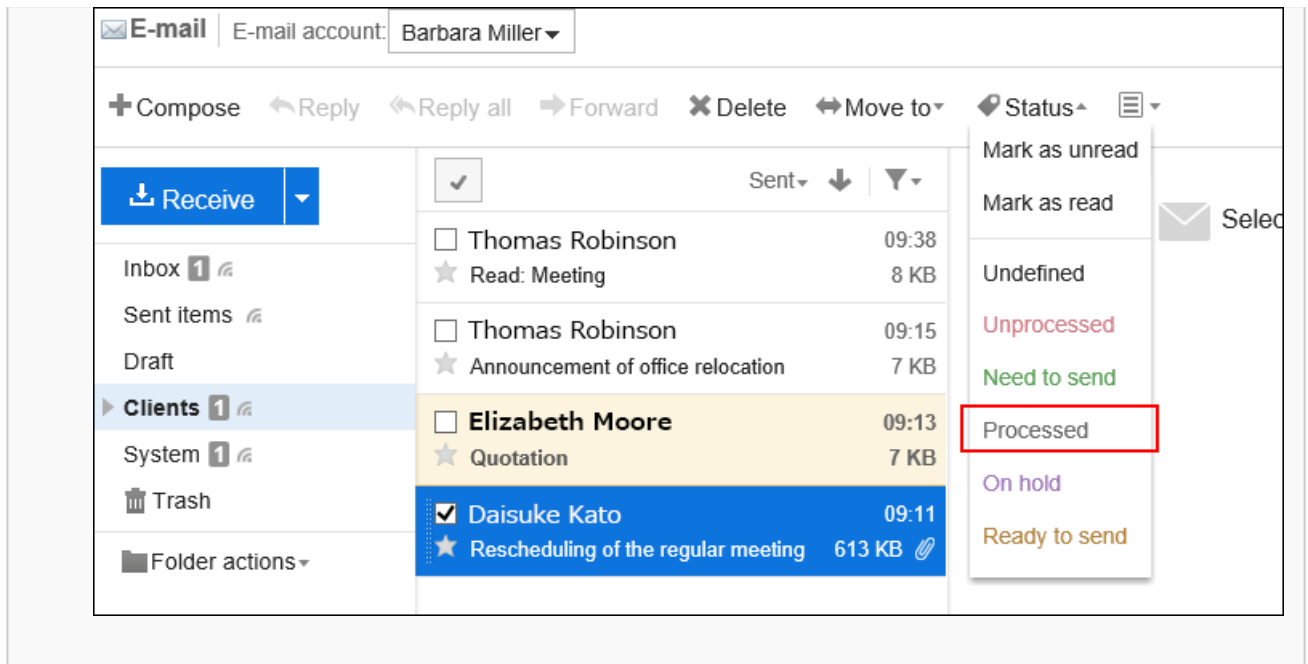 E-mail E-mail account: Barbara Miller
Compose Reply Reply all Forward Delete Move to Status
Receive
Inbox 1
Sent items
Draft
Clients 1
System 1
Trash
Folder actions
Sent
Thomas Robinson 09:38
Read: Meeting 8 KB
Thomas Robinson 09:15
Announcement of office relocation 7 KB
Elizabeth Moore 09:13
Quotation 7 KB
Daisuke Kato 09:11
Rescheduling of the regular meeting 613 KB
Mark as unread
Mark as read
Undefined
Unprocessed
Need to send
Processed
On hold
Ready to send
Selec